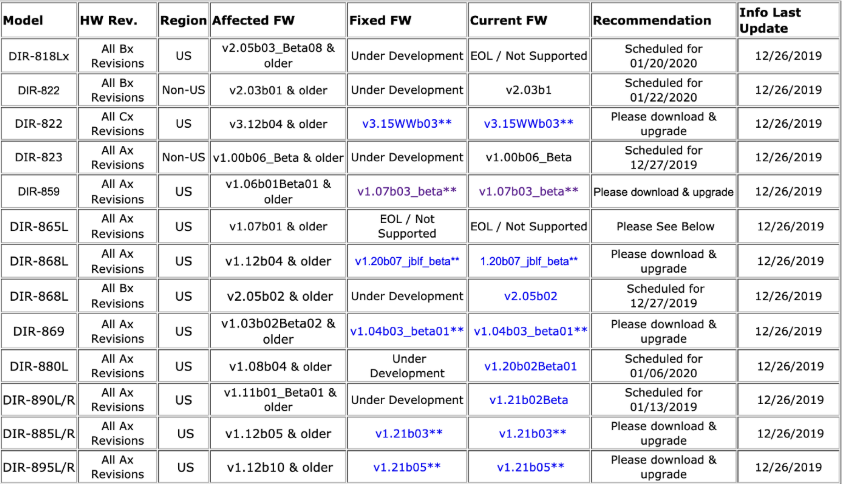 Model HW Rev. Region Affected FW Fixed FW Current FW Recommendation Info Last Update
DIR-818Lx All Bx Revisions US v2.05b03_Beta08 & older Under Development EOL / Not Supported Scheduled for 01/20/2020 12/26/2019
DIR-822 All Bx Revisions Non-US v2.03b01 & older Under Development v2.03b1 Scheduled for 01/22/2020 12/26/2019
DIR-822 All Cx Revisions US v3.12b04 & older v3.15WWb03** v3.15WWb03** Please download & upgrade 12/26/2019
DIR-823 All Ax Revisions Non-US v1.00b06_Beta & older Under Development v1.00b06_Beta Scheduled for 12/27/2019 12/26/2019
DIR-859 All Ax Revisions US v1.06b01Beta01 & older v1.07b03_beta** v1.07b03_beta** Please download & upgrade 12/26/2019
DIR-865L All Ax Revisions US v1.07b01 & older EOL / Not Supported EOL / Not Supported Please See Below 12/26/2019
DIR-868L All Ax Revisions US v1.12b04 & older v1.20b07_jblf_beta** 1.20b07_jblf_beta** Please download & upgrade 12/26/2019
DIR-868L All Bx Revisions US v2.05b02 & older Under Development v2.05b02 Scheduled for 12/27/2019 12/26/2019
DIR-869 All Ax Revisions US v1.03b02Beta02 & older v1.04b03_beta01** v1.04b03_beta01** Please download & upgrade 12/26/2019
DIR-880L All Ax Revisions US v1.08b04 & older Under Development v1.20b02Beta01 Scheduled for 01/06/2020 12/26/2019
DIR-890L/R All Ax Revisions US v1.11b01_Beta01 & older Under Development v1.21b02Beta Scheduled for 01/13/2019 12/26/2019
DIR-885L/R All Ax Revisions US v1.12b05 & older v1.21b03** v1.21b03** Please download & upgrade 12/26/2019
DIR-895L/R All Ax Revisions US v1.12b10 & older v1.21b05** v1.21b05** Please download & upgrade 12/26/2019